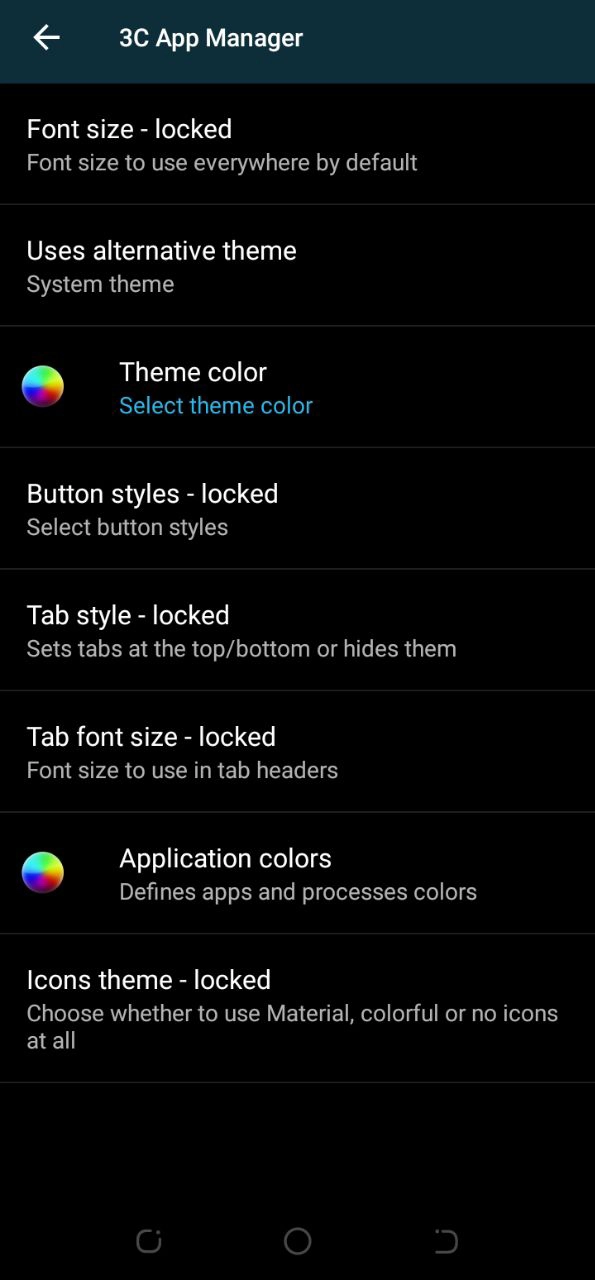 3C App Manager
Font size - locked
Font size to use everywhere by default
Uses alternative theme
System theme
Theme color
Select theme color
Button styles - locked
Select button styles
Tab style - locked
Sets tabs at the top/bottom or hides them
Tab font size - locked
Font size to use in tab headers
Application colors
Defines apps and processes colors
Icons theme - locked
Choose whether to use Material, colorful or no icons
at all